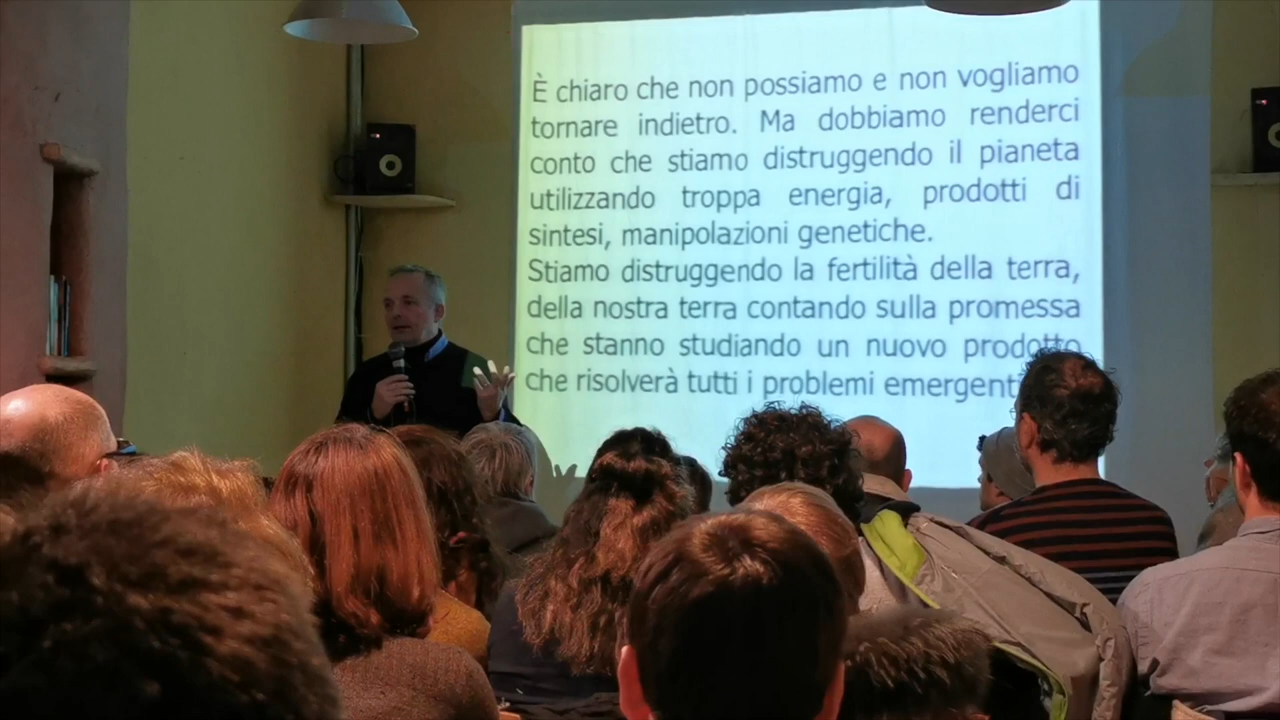 È chiaro che non possiamo e non vogliamo
tornare indietro. Ma dobbiamo renderci
conto che stiamo distruggendo il pianeta
utilizzando troppa energia, prodotti di
sintesi, manipolazioni genetiche.
Stiamo distruggendo la fertilità della terra,
della nostra terra contando sulla promessa
che stanno studiando un nuovo prodotto
che risolverà tutti i problemi emergenti